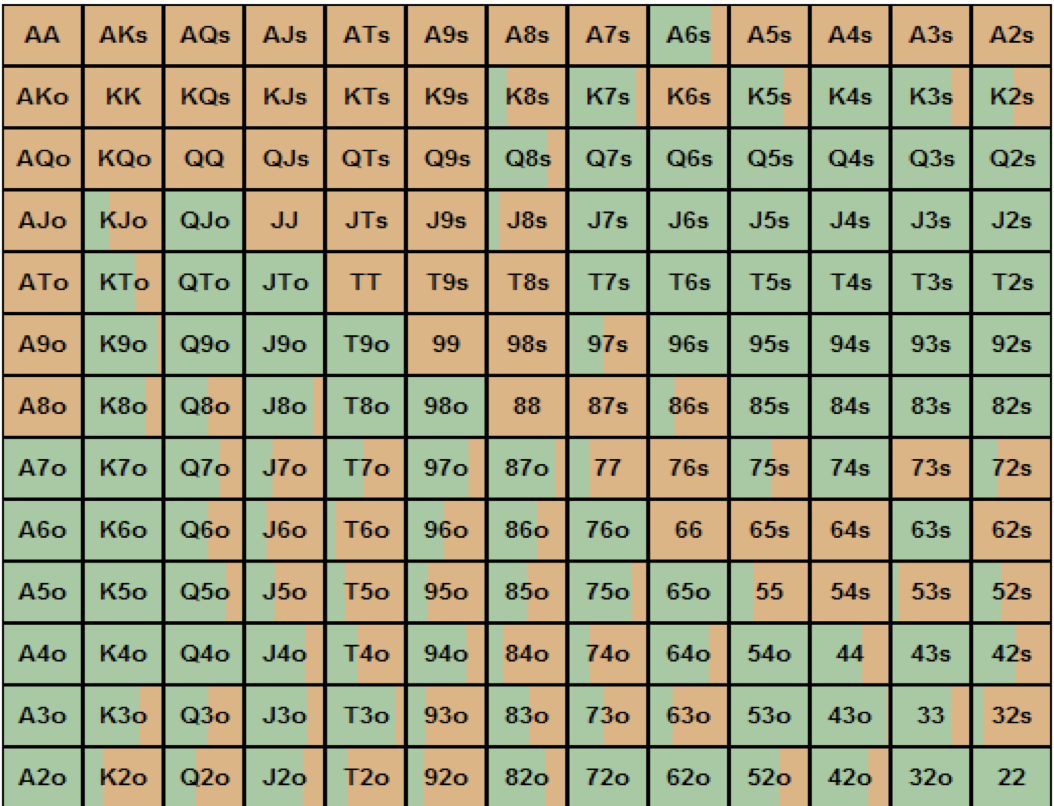 AA AKs AQs AJs ATs A9s A8s A7s A6s A5s A4s A3s A2s
AKo KK KQs KJs KTs K9s K8s K7s K6s K5s K4s K3s K2s
AQo KQo QQ QJs QTs Q9s Q8s Q7s Q6s Q5s Q4s Q3s Q2s
AJo KJo QJo JJ JTs J9s J8s J7s J6s J5s J4s J3s J2s
ATo KTo QTo JTo TT T9s T8s T7s T6s T5s T4s T3s T2s
A9o K9o Q9o J9o T9o 99 98s 97s 96s 95s 94s 93s 92s
A8o K8o Q8o J8o T8o 98o 88 87s 86s 85s 84s 83s 82s
A7o K7o Q7o J7o T7o 97o 87o 77 76s 75s 74s 73s 72s
A6o K6o Q6o J6o T6o 96o 86o 76o 66 65s 64s 63s 62s
A5o K5o Q5o J5o T5o 95o 85o 75o 65o 55 54s 53s 52s
A4o K4o Q4o J4o T4o 94o 84o 74o 64o 54o 44 43s 42s
A3o K3o Q3o J3o T3o 93o 83o 73o 63o 53o 43o 33 32s
A2o K2o Q2o J2o T2o 92o 82o 72o 62o 52o 42o 32o 22